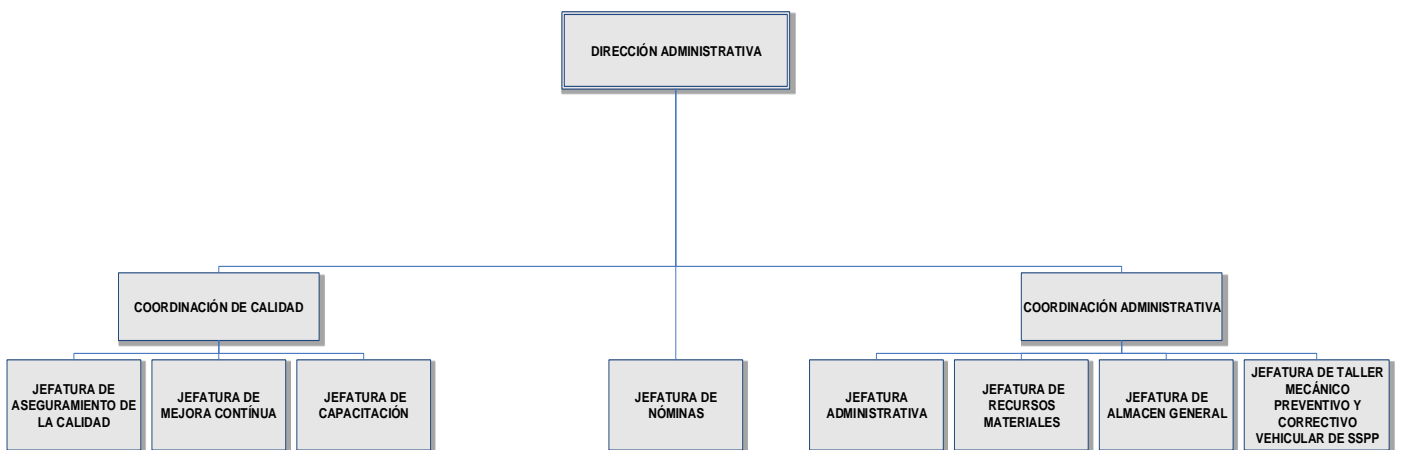 DIRECCIÓN ADMINISTRATIVA
COORDINACIÓN DE CALIDAD
COORDINACIÓN ADMINISTRATIVA
JEFATURA DE
ASEGURAMIENTO DE
LA CALIDAD
JEFATURA DE
MEJORA CONTÍNUA
JEFATURA DE
CAPACITACIÓN
JEFATURA DE
NÓMINAS
JEFATURA
ADMINISTRATIVA
JEFATURA DE
RECURSOS
MATERIALES
JEFATURA DE
ALMACEN GENERAL
JEFATURA DE TALLER
MECÁNICO
PREVENTIVO Y
CORRECTIVO
VEHICULAR DE SSPP